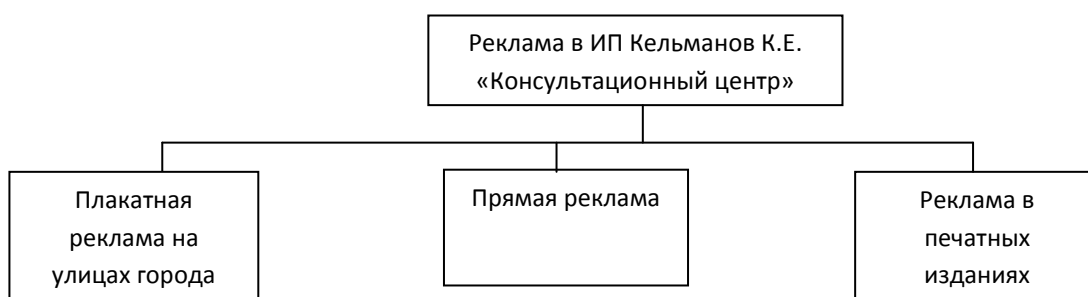 Реклама в ИП Кельманов К.Е.
«Консультационный центр»
Плакатная
реклама на
улицах города
Прямая реклама
Реклама в
печатных
изданиях